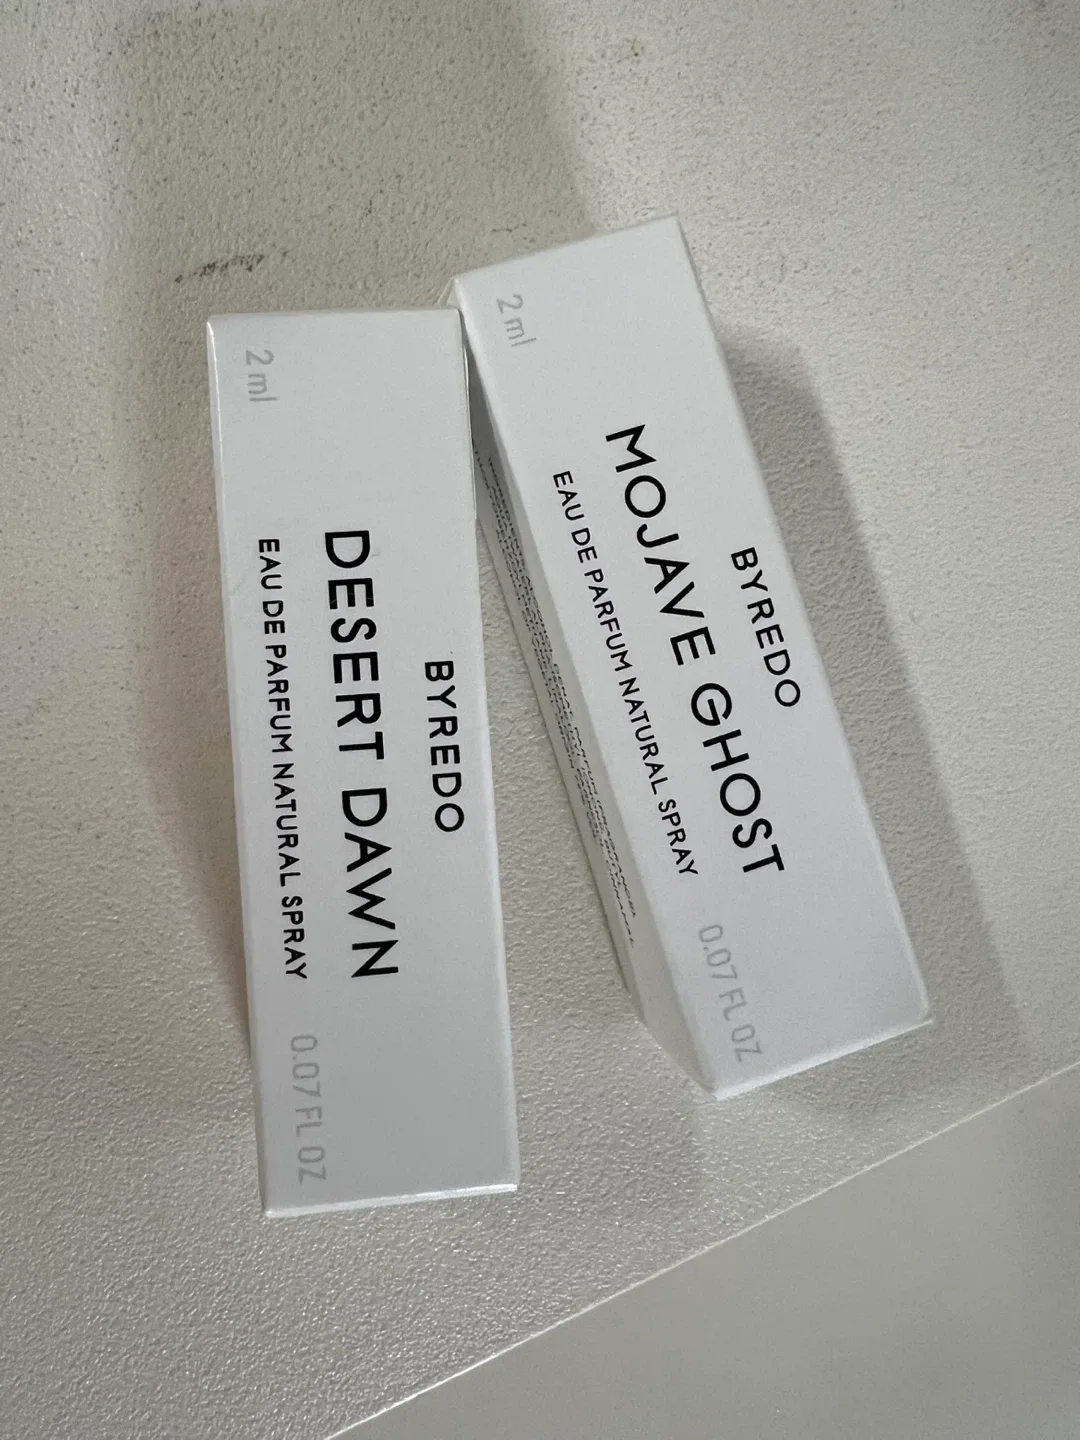 2 ml
BYREDO
DESERT DAWN
EAU DE PARFUM NATURAL SPRAY
0.07 FL OZ
2 ml
BYREDO
MOJAVE GHOST
EAU DE PARFUM NATURAL SPRAY
0.07 FL OZ